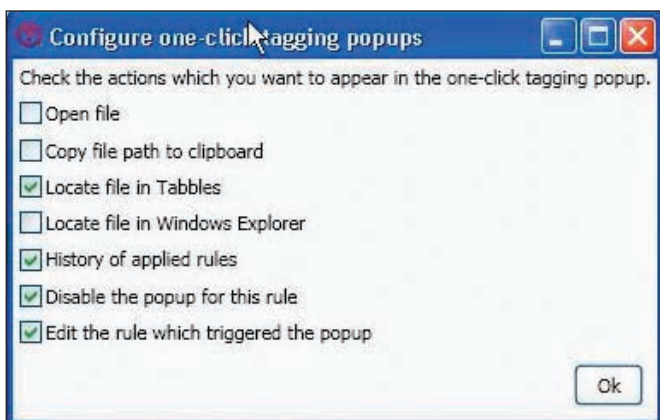 Configure one-click tagging popups
Check the actions which you want to appear in the one-click tagging popup.
Open file
Copy file path to clipboard
Locate file in Tabbles
Locate file in Windows Explorer
History of applied rules
Disable the popup for this rule
Edit the rule which triggered the popup
Ok